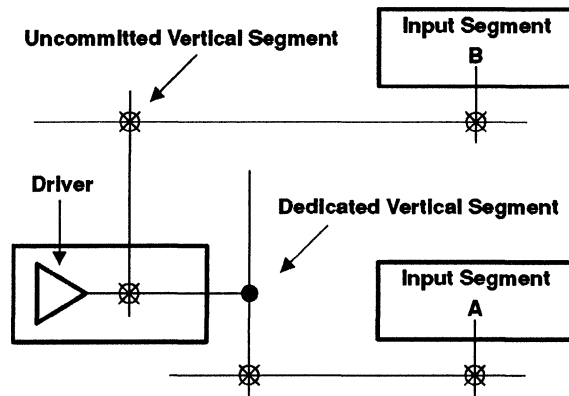 Uncommitted Vertical Segment
Input Segment
B
Driver
Dedicated Vertical Segment
Input Segment
A